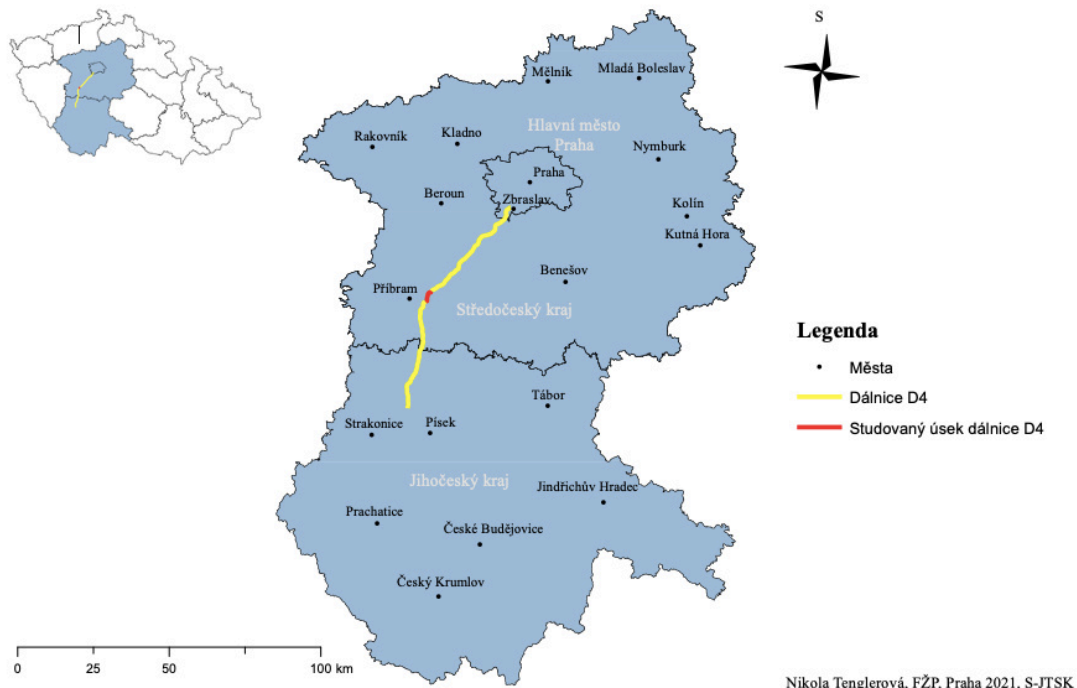 S
Mělník
Mladá Boleslav
Hlavní město
Praha
Rakovník
Kladno
Nymburk
Praha
Beroun
Zbraslav
Kolín
Kutná Hora
Benešov
Příbram
Středočeský kraj
Legenda
Města
Dálnice D4
Studovaný úsek dálnice D4
Tábor
Strakonice
Písek
Jihočeský kraj
Jindřichův Hradec
Prachatice
České Budějovice
Český Krumlov
0 25 50 100 km
Nikola Tenglerová, FŽP, Praha 2021, S-JTSK